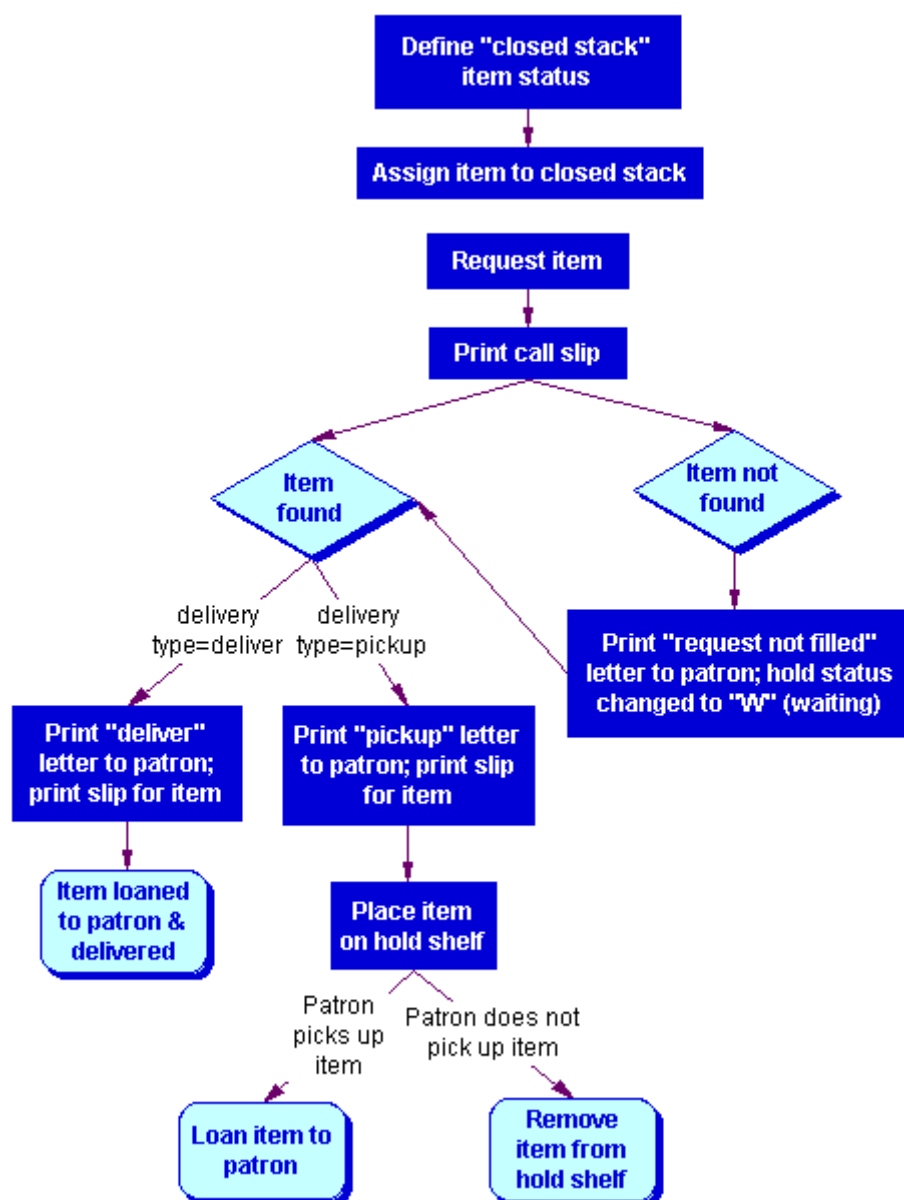 Define "closed stack"
item status
Assign item to closed stack
Request item
Print call slip
Item
found
Item not
found
delivery
type=deliver
delivery
type=pickup
Print "request not filled"
letter to patron; hold status
changed to "W" (waiting)
Print "deliver"
letter to patron;
print slip for item
Print "pickup" letter
to patron; print slip
for item
Item loaned
to patron &
delivered
Place item
on hold shelf
Patron
picks up
item
Patron does not
pick up item
Loan item to
patron
Remove
item from
hold shelf